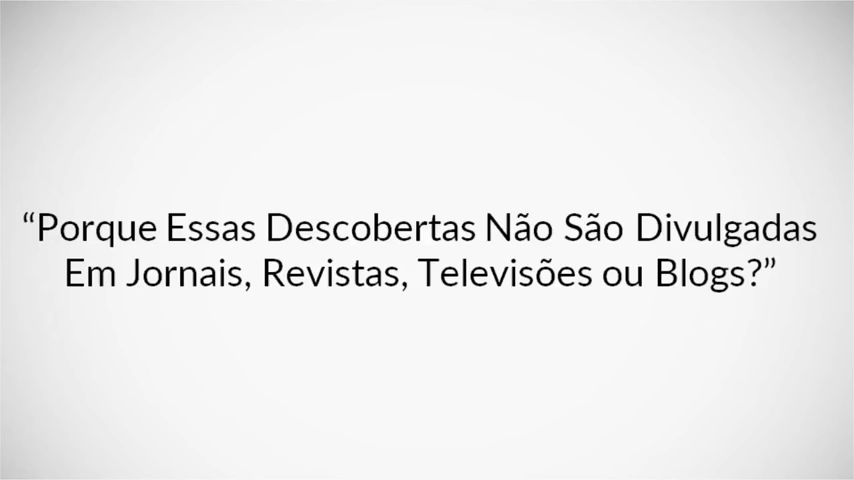 “Porque Essas Descobertas Não São Divulgadas
Em Jornais, Revistas, Televisões ou Blogs?”